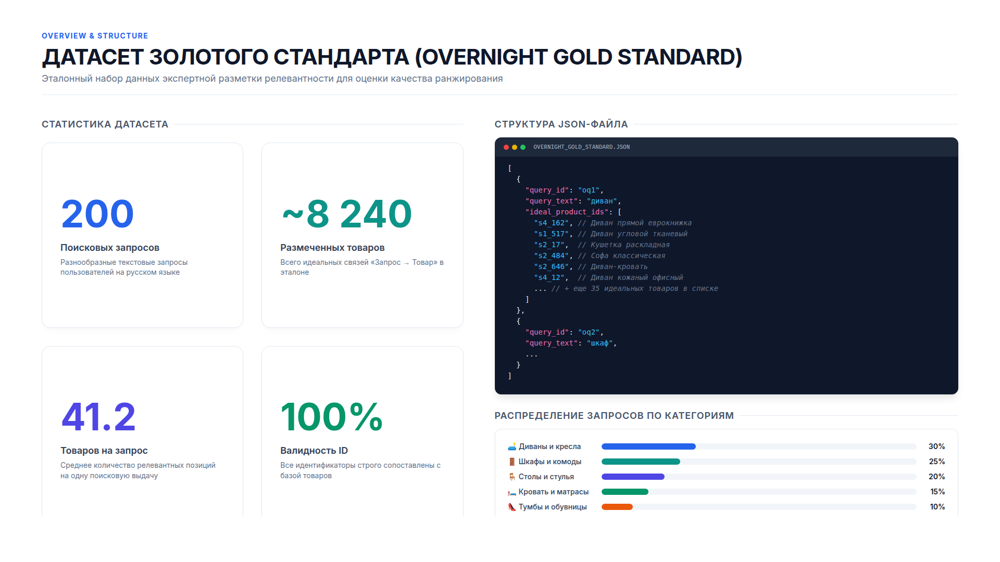 OVERVIEW & STRUCTURE
ДАТАСЕТ ЗОЛОТОГО СТАНДАРТА (OVERNIGHT GOLD STANDARD)
Эталонный набор данных экспертной разметки релевантности для оценки качества ранжирования
СТАТИСТИКА ДАТАСЕТА
200
Поисковых запросов
Разнообразные текстовые запросы
пользователей на русском языке
~8 240
Размеченных товаров
Всего идеальных связей «Запрос → Товар» в
эталоне
41.2
Товаров на запрос
Среднее количество релевантных позиций
на одну поисковую выдачу
100%
Валидность ID
Все идентификаторы строго сопоставлены с
базой товаров
СТРУКТУРА JSON-ФАЙЛА
OVERNIGHT_GOLD_STANDARD.JSON
[
  {
    "query_id": "oq1",
    "query_text": "диван",
    "ideal_product_ids": [
      "s4_162", // Диван прямой еврокнижка
      "s1_517", // Диван угловой тканевый
      "s2_17",  // Кушетка раскладная
      "s2_484", // Софа классическая
      "s2_646", // Диван-кровать
      "s4_12",  // Диван кожаный офисный
      ... // + еще 35 идеальных товаров в списке
    ]
  },
  {
    "query_id": "oq2",
    "query_text": "шкаф",
    ...
  }
]
РАСПРЕДЕЛЕНИЕ ЗАПРОСОВ ПО КАТЕГОРИЯМ
Диваны и кресла 30%
Шкафы и комоды 25%
Столы и стулья 20%
Кровать и матрасы 15%
Тумбы и обувницы 10%